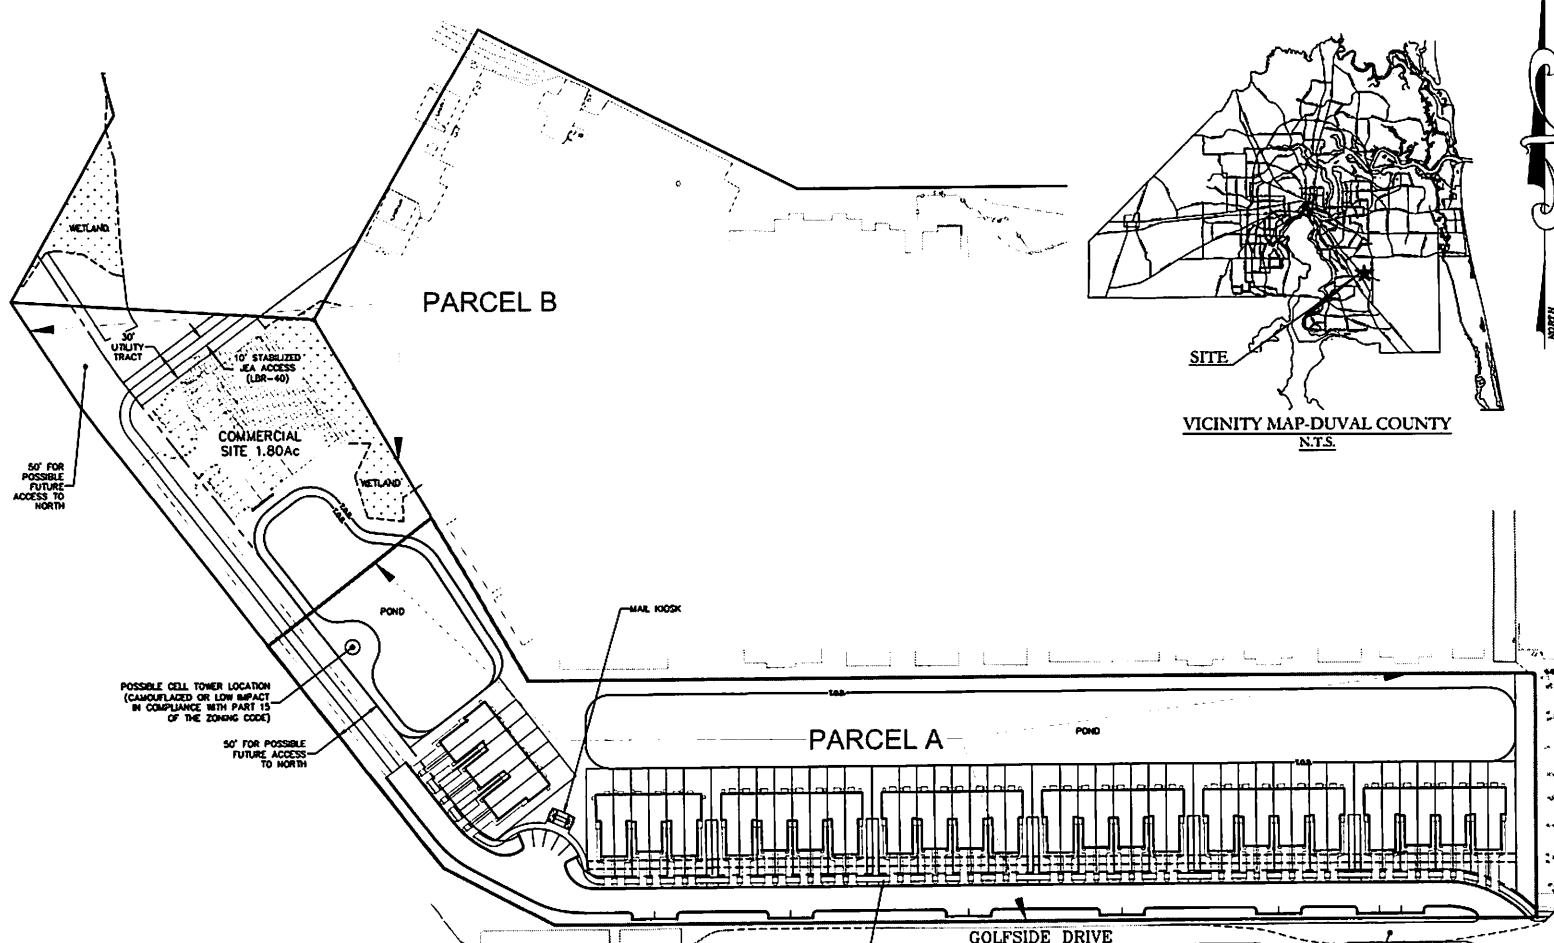 WETLAND
PARCEL B
30'
UTILITY
TRACT
10' STABILIZED
JEA ACCESS
(LBR-40)
COMMERCIAL
SITE 1.80Ac
50' FOR
POSSIBLE
FUTURE
ACCESS TO
NORTH
WETLAND
T.O.B.
T.O.B.
POND
MAIL KIOSK
POSSIBLE CELL TOWER LOCATION
(CAMOUFLAGED OR LOW IMPACT
IN COMPLIANCE WITH PART 15
OF THE ZONING CODE)
50' FOR POSSIBLE
FUTURE ACCESS
TO NORTH
T.O.B.
PARCEL A
POND
T.O.B.
GOLFSIDE DRIVE
SITE
VICINITY MAP-DUVAL COUNTY
N.T.S.
NORTH